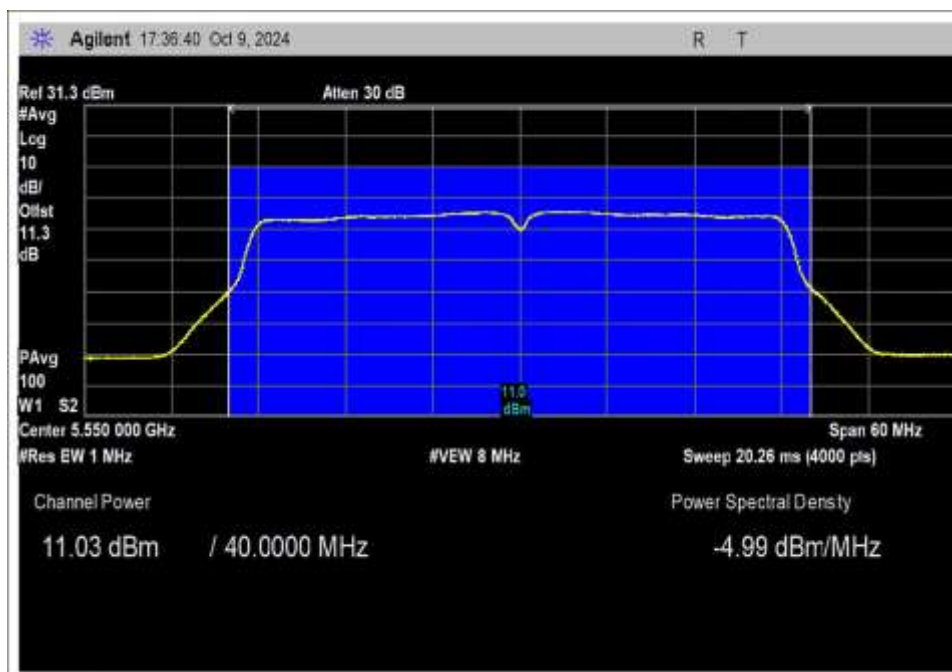 Agilent 17:36:40 Oct 9, 2024 R T
Ref 31.3 dBm Atten 30 dB
#Avg
Log
10
dB/
Offst
11.3
dB
PAvg
100
W1 S2
11.0
dBm
Center 5.550 000 GHz Span 60 MHz
#Res BW 1 MHz #VBW 8 MHz Sweep 20.26 ms (4000 pts)
Channel Power Power Spectral Density
11.03 dBm / 40.0000 MHz -4.99 dBm/MHz